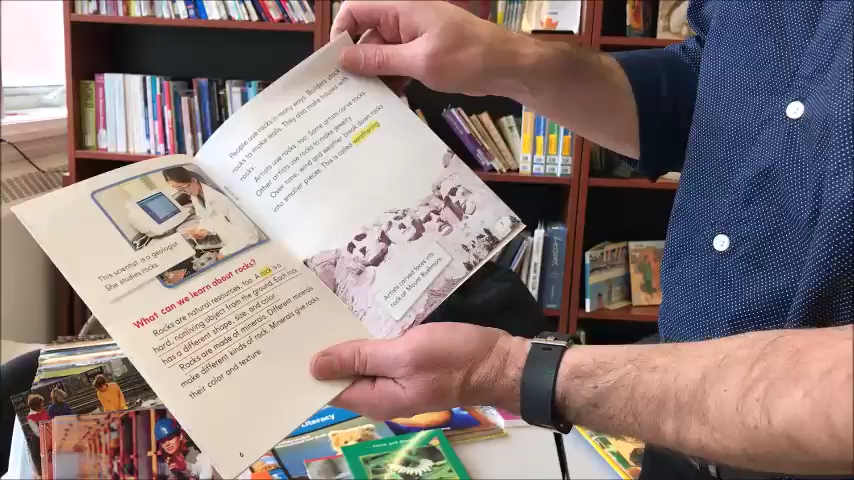 This scientist is a geologist.
She studies rocks.
What can we learn about rocks?
Rocks are natural resources, too. A rock is a
hard, nonliving object from the ground. Each rock
has a different shape, size, and color.
Rocks are made of minerals. Different minerals
make different kinds of rock. Minerals give rocks
their color and texture.
6
People use rocks in many ways. Builders stack
rocks to make walls. They also make houses with
rocks.
Artists use rocks, too. Some artists carve rocks.
Other artists use rocks to make jewelry.
Over time, wind and weather break down rocks
into smaller pieces. This is called weathering.
Artists carved faces into
rock at Mount Rushmore.
Literacy